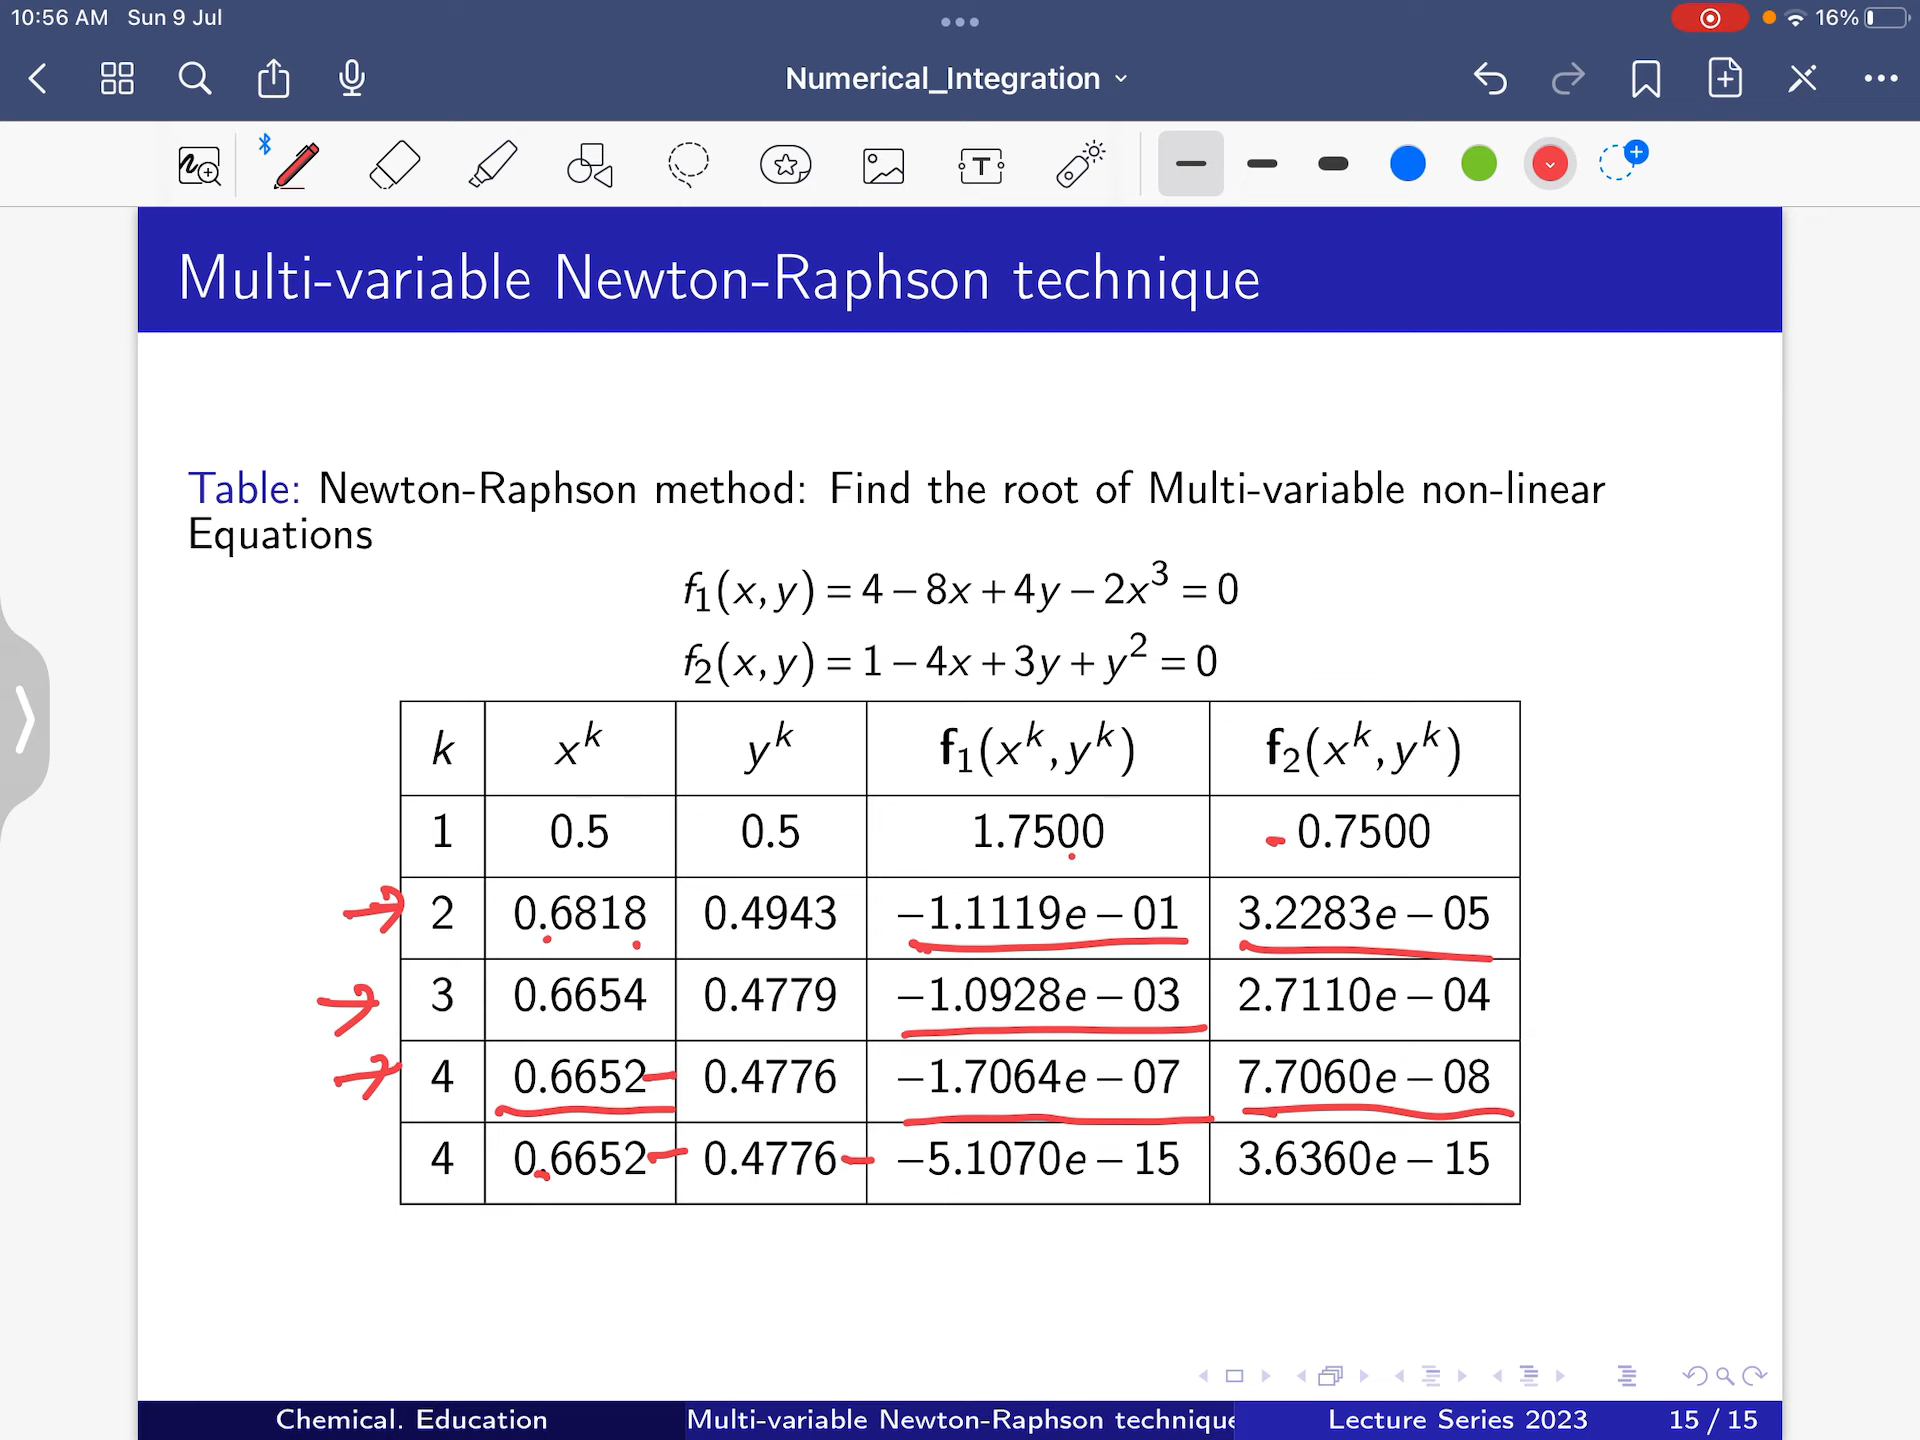 10:56 AM Sun 9 Jul
16%
Numerical_Integration
T
Multi-variable Newton-Raphson technique
Table: Newton-Raphson method: Find the root of Multi-variable non-linear
Equations
f₁(x, y) = 4 − 8x + 4y − 2x³ = 0
f₂(x, y) = 1 − 4x + 3y + y² = 0
k xᵏ yᵏ f₁(xᵏ, yᵏ) f₂(xᵏ, yᵏ)
1 0.5 0.5 1.7500 - 0.7500
2 0.6818 0.4943 −1.1119e − 01 3.2283e − 05
3 0.6654 0.4779 −1.0928e − 03 2.7110e − 04
4 0.6652 0.4776 −1.7064e − 07 7.7060e − 08
4 0.6652 0.4776 −5.1070e − 15 3.6360e − 15
Chemical. Education Multi-variable Newton-Raphson technique Lecture Series 2023 15 / 15